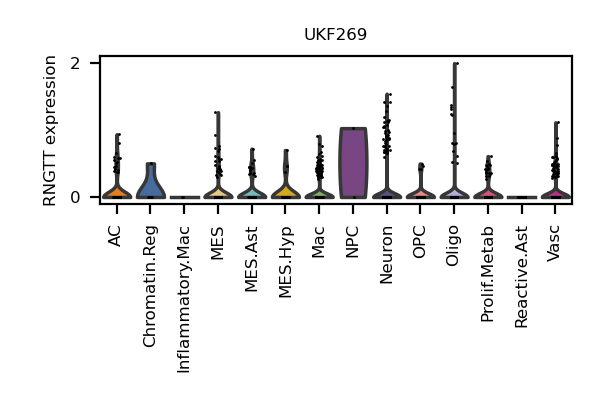 UKF269
RNGTT expression
2
0
AC
Chromatin.Reg
Inflammatory.Mac
MES
MES.Ast
MES.Hyp
Mac
NPC
Neuron
OPC
Oligo
Prolif.Metab
Reactive.Ast
Vasc